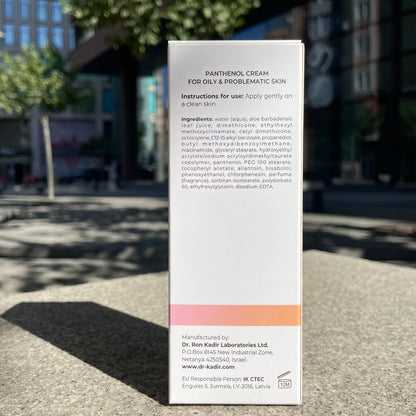 PANTHENOL CREAM
FOR OILY & PROBLEMATIC SKIN
Instructions for use: Apply gently on
a clean skin.
Ingredients: water (aqua), aloe barbadensis
leaf juice, dimethicone, ethylhexyl
methoxycinnamate, cetyl dimethicone,
octocrylene, C12-15 alkyl benzoate, propanediol,
butyl methoxydibenzoylmethane,
niacinamide, glyceryl stearate, hydroxyethyl
acrylate/sodium acryloyldimethyltaurate
copolymer, panthenol, PEG 100 stearate,
tocopheryl acetate, allantoin, bisabolol,
phenoxyethanol, chlorphenesin, perfume
(fragrance), sorbitan isostearate, polysorbate
60, ethylhexylglycerin, disodium EDTA.
Manufactured by:
Dr. Ron Kadir Laboratories Ltd.
P.O.Box 8145 New Industrial Zone,
Netanya 4250540, Israel.
www.dr-kadir.com
EU Responsible Person: IK CTEC
Engures 5, Jurmala, LV-2016, Latvia
12M